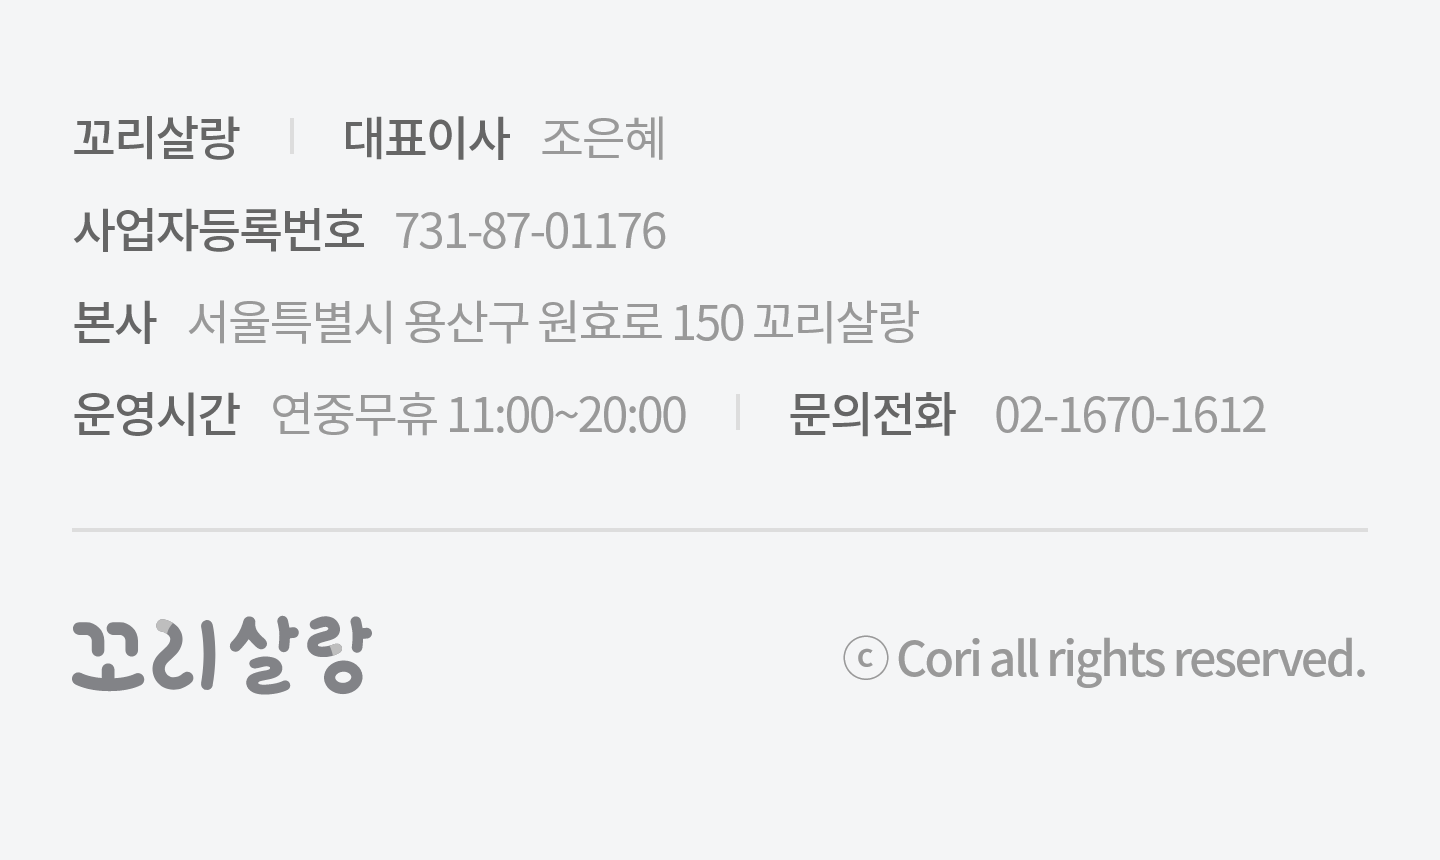 꼬리살랑 | 대표이사 조은혜
사업자등록번호 731-87-01176
본사 서울특별시 용산구 원효로 150 꼬리살랑
운영시간 연중무휴 11:00~20:00 | 문의전화 02-1670-1612
꼬리살랑
ⓒ Cori all rights reserved.